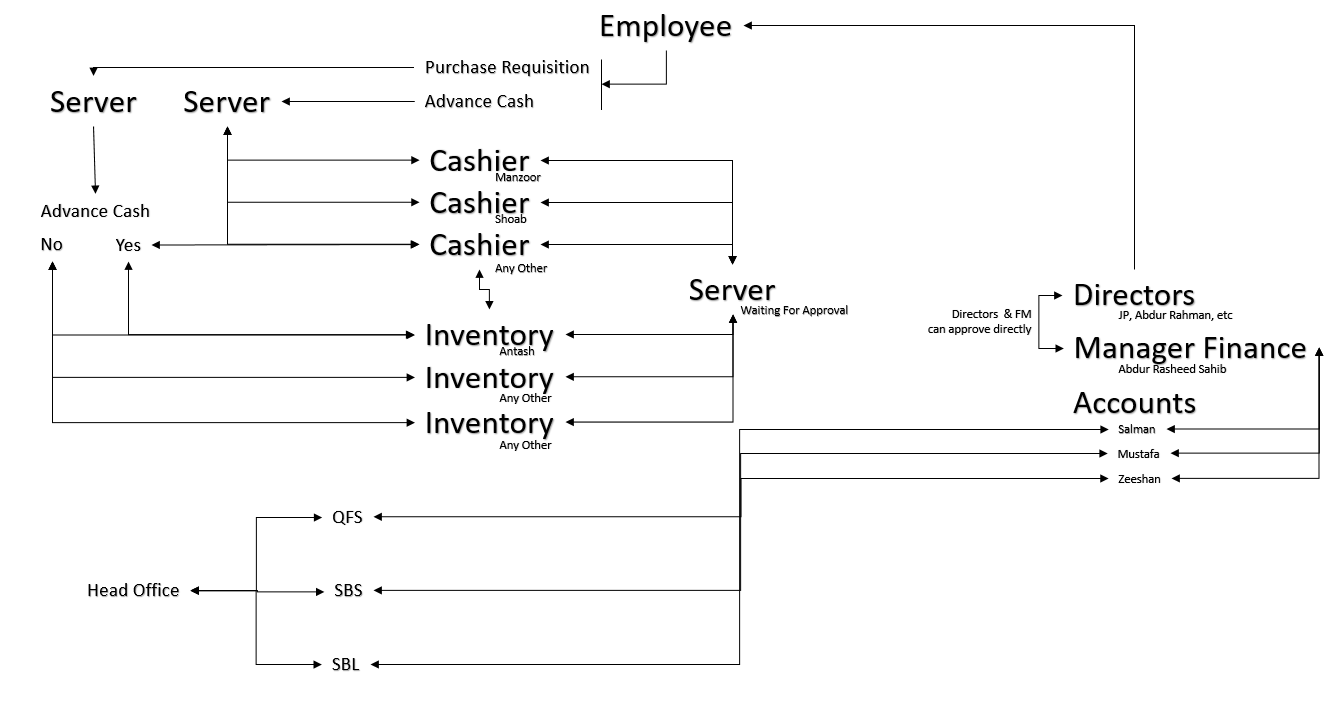 Employee
Purchase Requisition
Server
Server
Advance Cash
Cashier
Manzoor
Cashier
Shoab
Advance Cash
No
Yes
Cashier
Any Other
Server
Waiting For Approval
Directors & FM
can approve directly
Directors
JP, Abdur Rahman, etc
Manager Finance
Abdur Rasheed Sahib
Inventory
Antash
Inventory
Any Other
Inventory
Any Other
Accounts
Salman
Mustafa
Zeeshan
QFS
Head Office
SBS
SBL